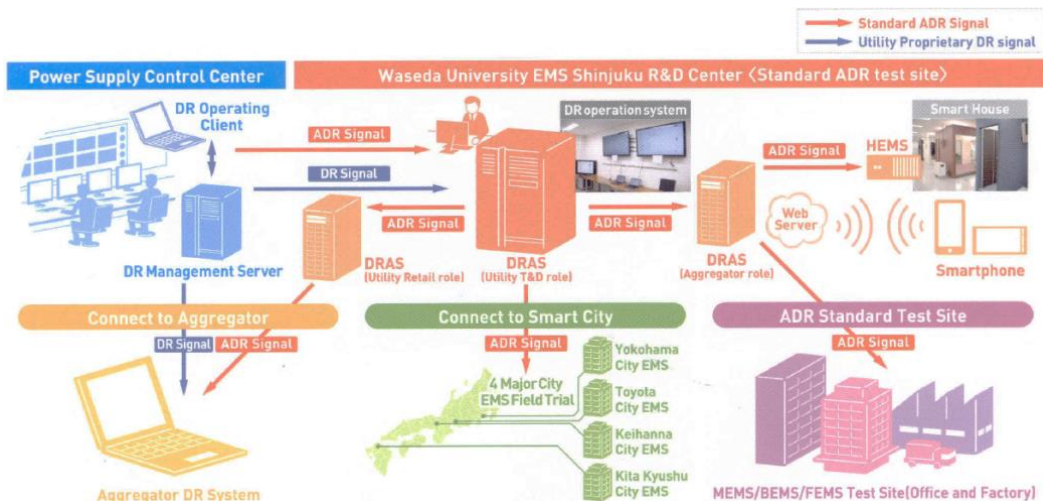 Standard ADR Signal
Utility Proprietary DR signal
Power Supply Control Center
Waseda University EMS Shinjuku R&D Center〈Standard ADR test site〉
DR Operating
Client
ADR Signal
DR operation system
Smart House
ADR Signal
HEMS
DR Signal
ADR Signal
ADR Signal
Web
Server
DR Management Server
DRAS
(Utility Retail role)
DRAS
(Utility T&D role)
DRAS
(Aggregator role)
Smartphone
Connect to Aggregator
Connect to Smart City
ADR Standard Test Site
DR Signal
ADR Signal
ADR Signal
ADR Signal
4 Major City
EMS Field Trial
Yokohama
City EMS
Toyota
City EMS
Keihanna
City EMS
Kita Kyushu
City EMS
Aggregator DR System
MEMS/BEMS/FEMS Test Site(Office and Factory)